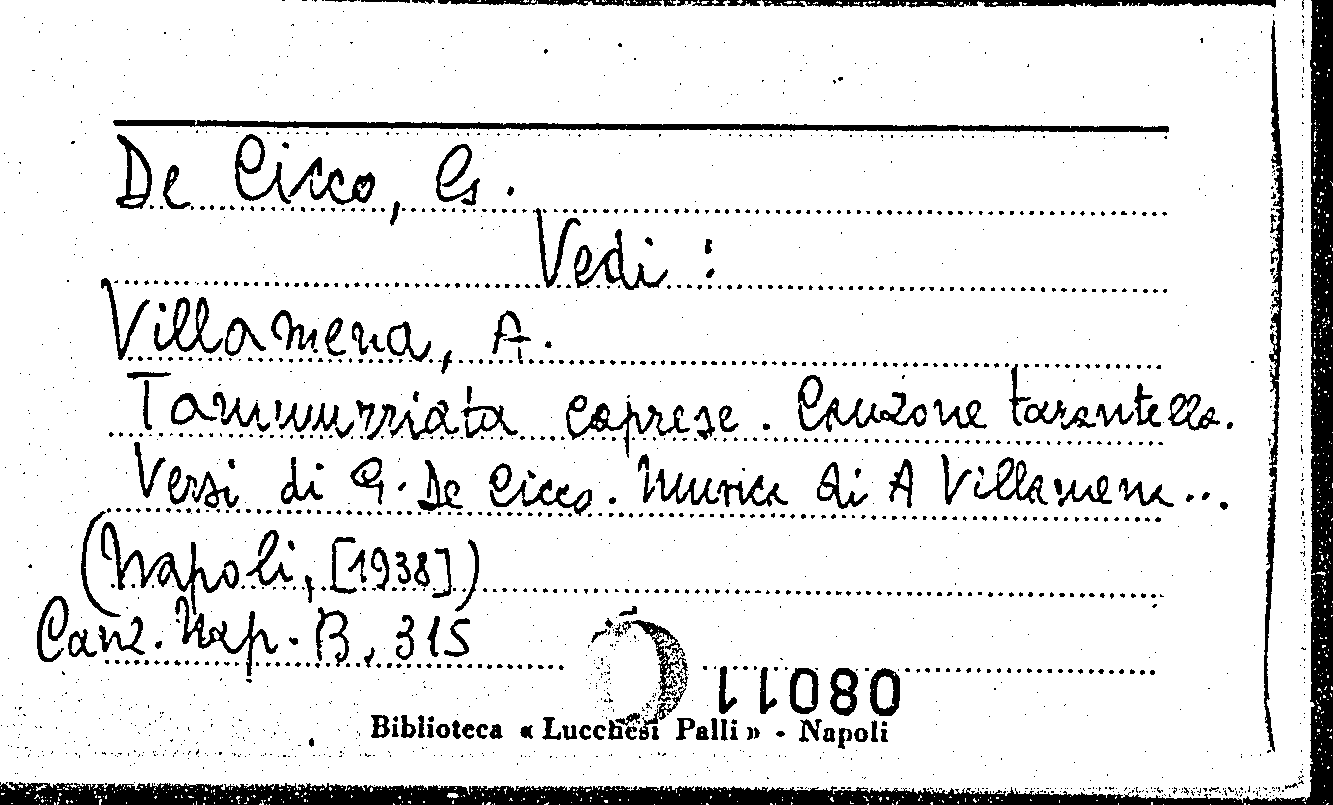 De Cicco, G.
Vedi :
Villamena, A.
Tammurriata caprese. Canzone tarantella.
Versi di G. De Cicco. Musica di A Villamena...
(Napoli, [1938])
Canz. Nap. B, 315
08011
Biblioteca « Lucchesi Palli » - Napoli